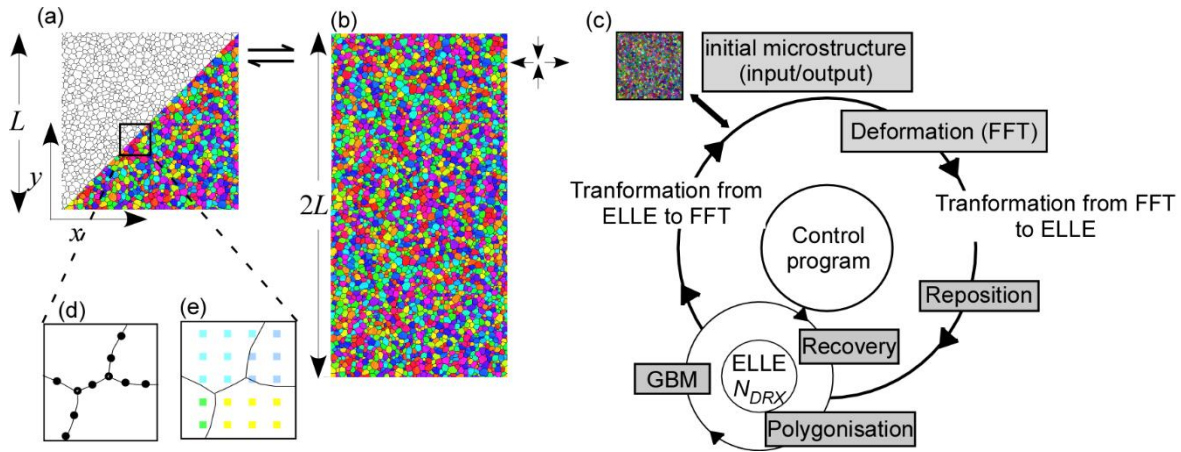 (a)
L
y
x
(b)
2L
(c)
initial microstructure
(input/output)
Deformation (FFT)
Tranformation from
ELLE to FFT
Tranformation from FFT
to ELLE
Control
program
Reposition
Recovery
ELLE
N_DRX
GBM
Polygonisation
(d)
(e)